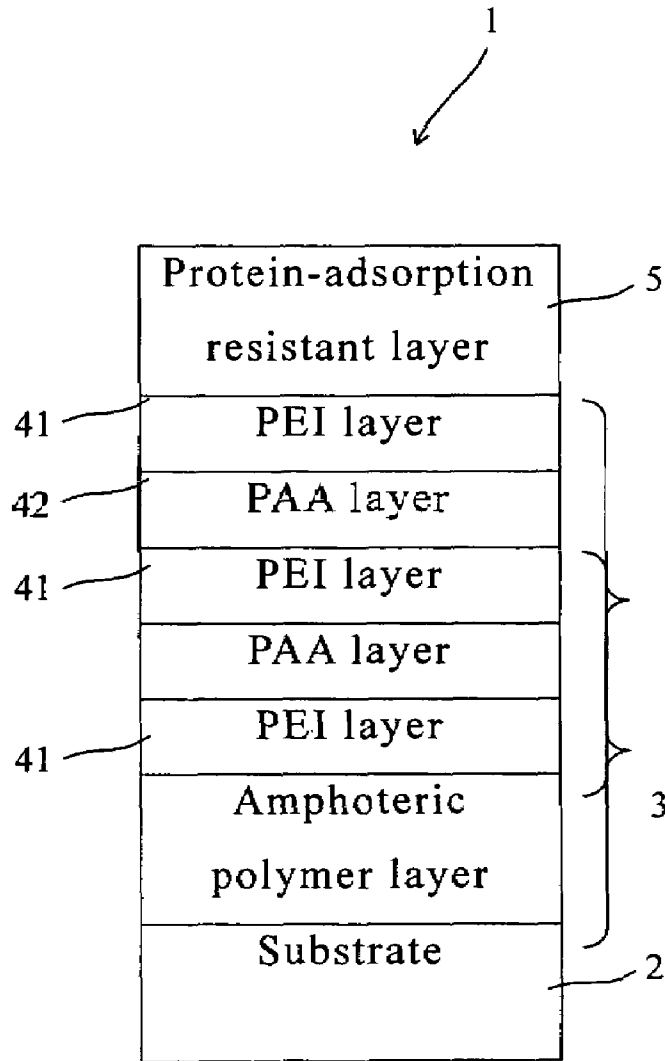 1
Protein-adsorption
resistant layer
5
41
PEI layer
42
PAA layer
41
PEI layer
PAA layer
41
PEI layer
Amphoteric
3
polymer layer
Substrate
2